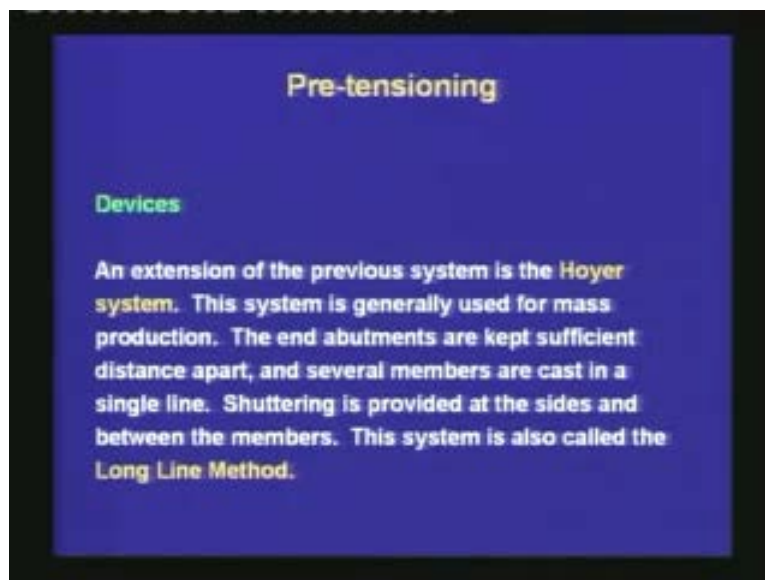 Pre-tensioning
Devices
An extension of the previous system is the Hoyer
system. This system is generally used for mass
production. The end abutments are kept sufficient
distance apart, and several members are cast in a
single line. Shuttering is provided at the sides and
between the members. This system is also called the
Long Line Method.